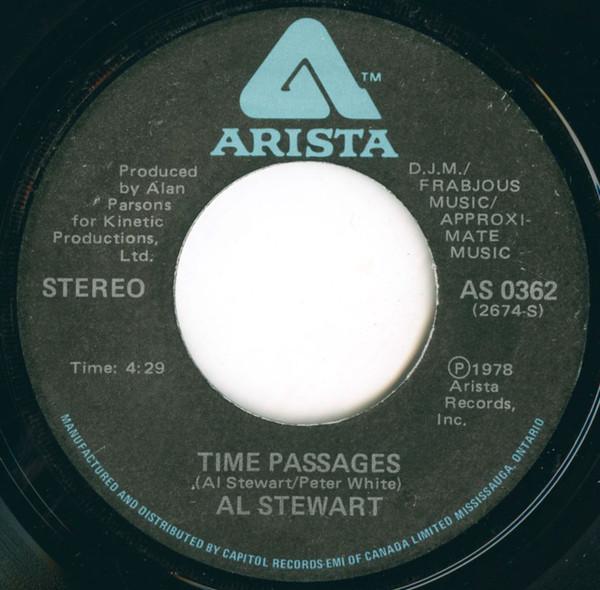 TM
ARISTA
Produced
by Alan
Parsons
for Kinetic
Productions,
Ltd.
D.J.M./
FRABJOUS
MUSIC/
APPROXI-
MATE
MUSIC
STEREO
AS 0362
(2674-S)
Time: 4:29
Ⓟ1978
Arista
Records,
Inc.
TIME PASSAGES
(Al Stewart/Peter White)
AL STEWART
MANUFACTURED AND DISTRIBUTED BY CAPITOL RECORDS-EMI OF CANADA LIMITED MISSISSAUGA, ONTARIO